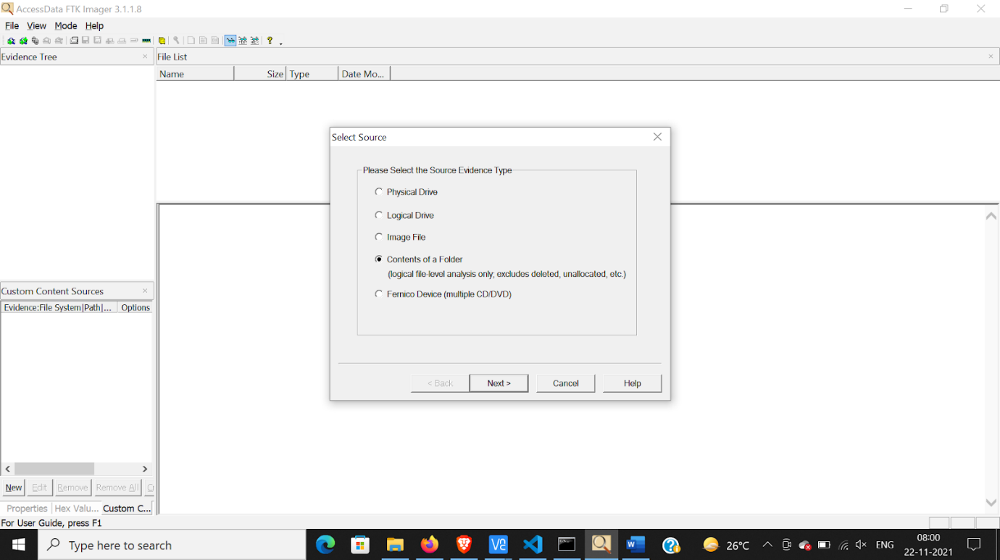 AccessData FTK Imager 3.1.1.8
File View Mode Help
Evidence Tree
File List
Name Size Type Date Mo...
Select Source
Please Select the Source Evidence Type
Physical Drive
Logical Drive
Image File
Contents of a Folder
(logical file-level analysis only; excludes deleted, unallocated, etc.)
Fernico Device (multiple CD/DVD)
< Back Next > Cancel Help
Custom Content Sources
Evidence:File System|Path|... Options
New Edit Remove Remove All
Properties Hex Valu... Custom C...
For User Guide, press F1
Type here to search
26°C
ENG
08:00
22-11-2021